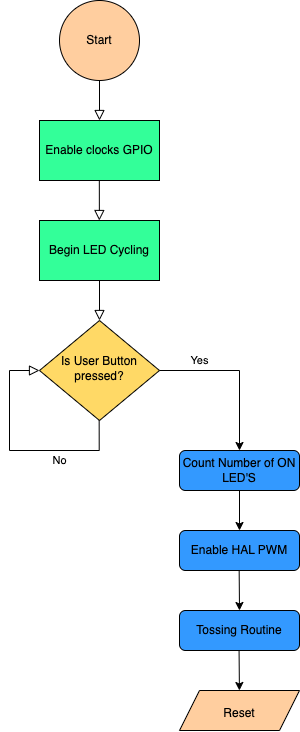 Start
Enable clocks GPIO
Begin LED Cycling
Is User Button
pressed?
Yes
No
Count Number of ON
LED'S
Enable HAL PWM
Tossing Routine
Reset